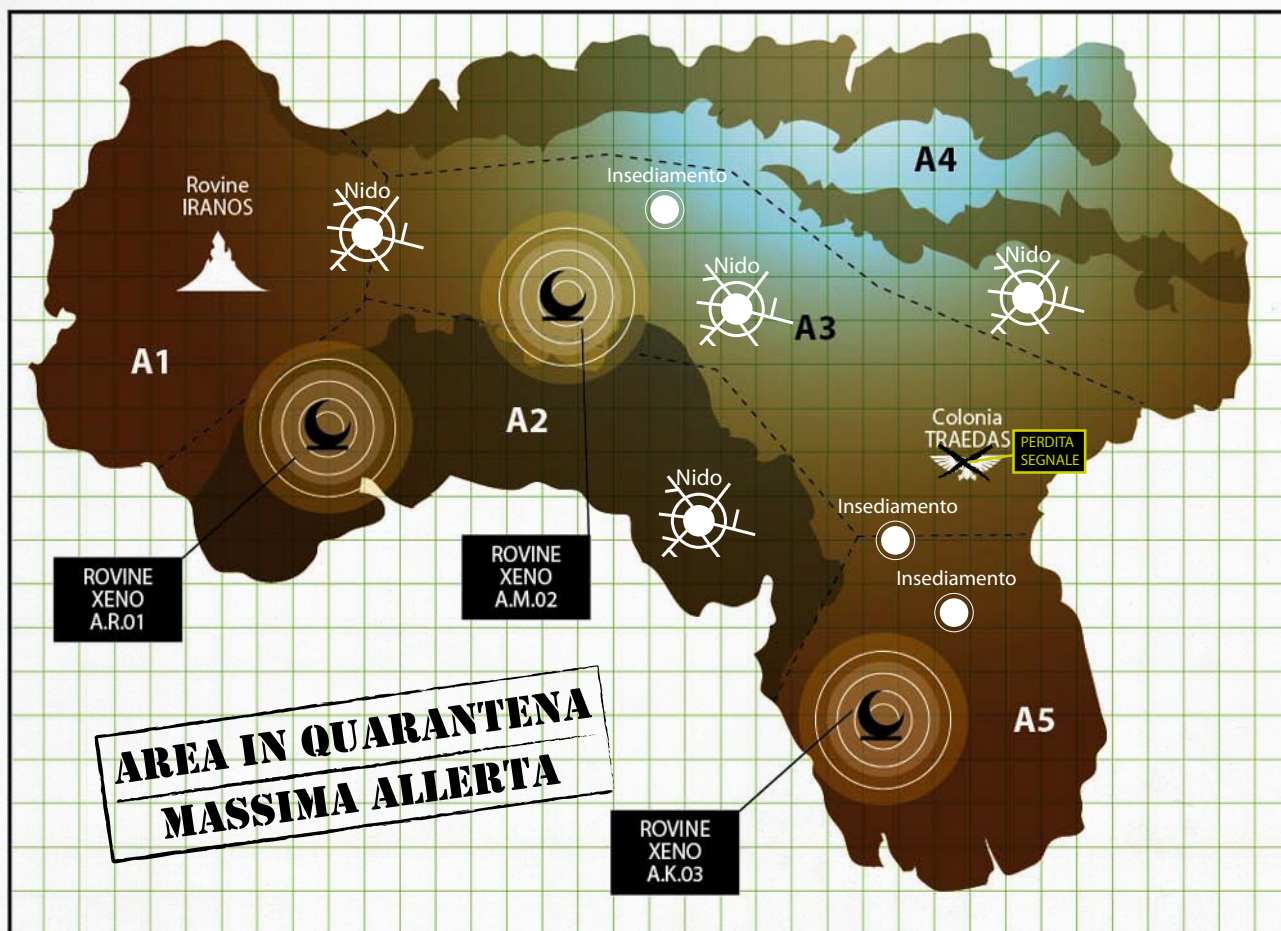 A4
Insediamento
Rovine
IRANOS
Nido
Nido
Nido
A3
A1
A2
Colonia
TRAEDAS
PERDITA
SEGNALE
Nido
Insediamento
Insediamento
ROVINE
XENO
A.M.02
ROVINE
XENO
A.R.01
A5
AREA IN QUARANTENA
MASSIMA ALLERTA
ROVINE
XENO
A.K.03